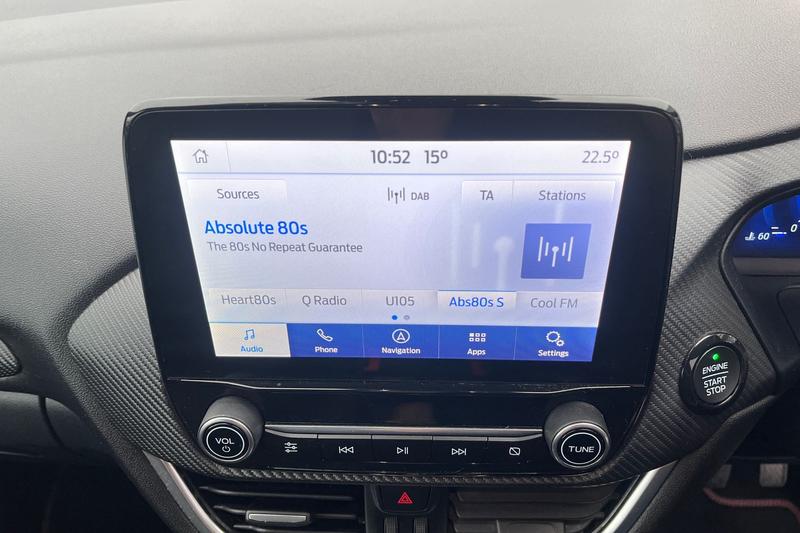 10:52 15° 22.5°
Sources DAB TA Stations
Absolute 80s
The 80s No Repeat Guarantee
Heart80s Q Radio U105 Abs80s S Cool FM
Audio Phone Navigation Apps Settings
60 0
ENGINE
START
STOP
VOL TUNE